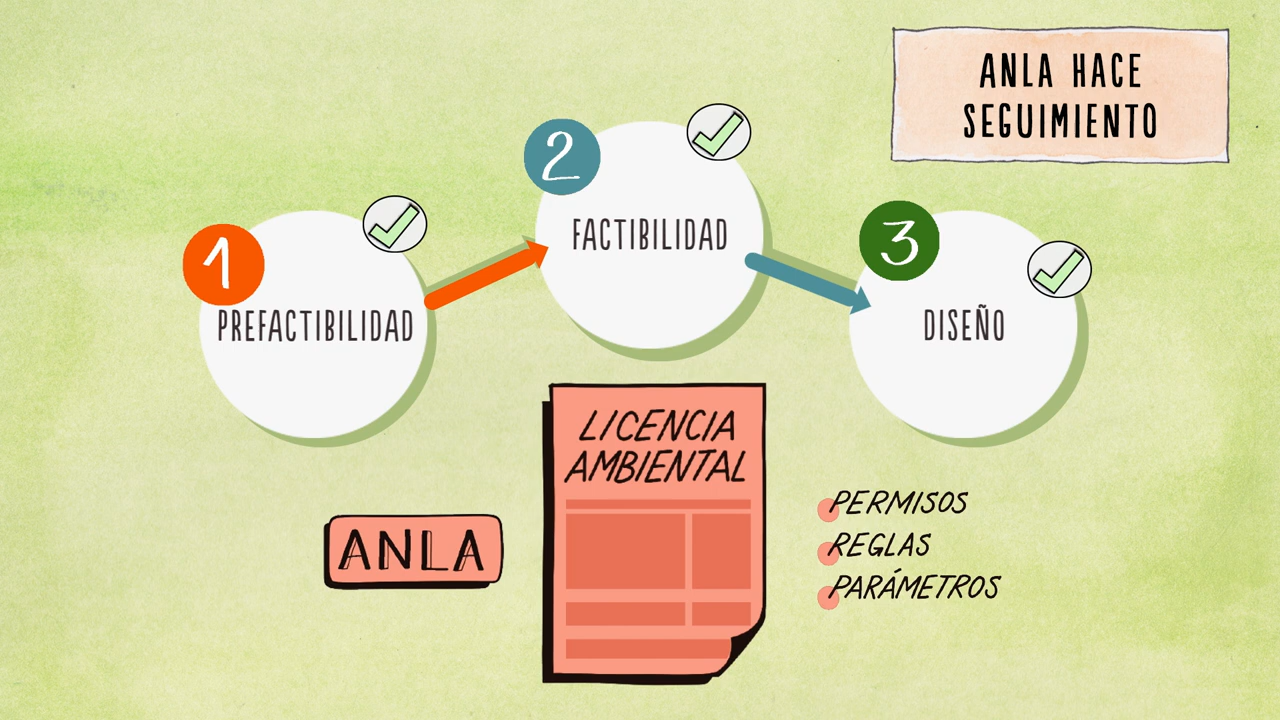 ANLA HACE
SEGUIMIENTO
1
PREFACTIBILIDAD
2
FACTIBILIDAD
3
DISEÑO
LICENCIA
AMBIENTAL
ANLA
PERMISOS
REGLAS
PARÁMETROS